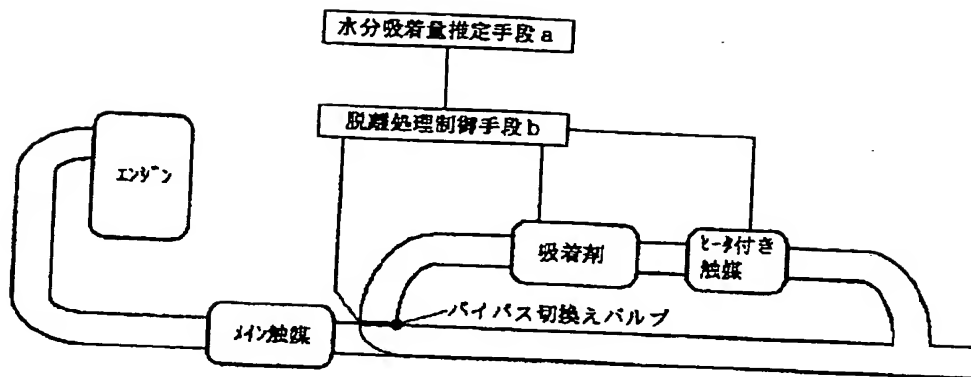 水分吸着量推定手段a
脱離処理制御手段b
エンジン
吸着剤
ヒータ付き
触媒
バイパス切換えバルブ
メイン触媒